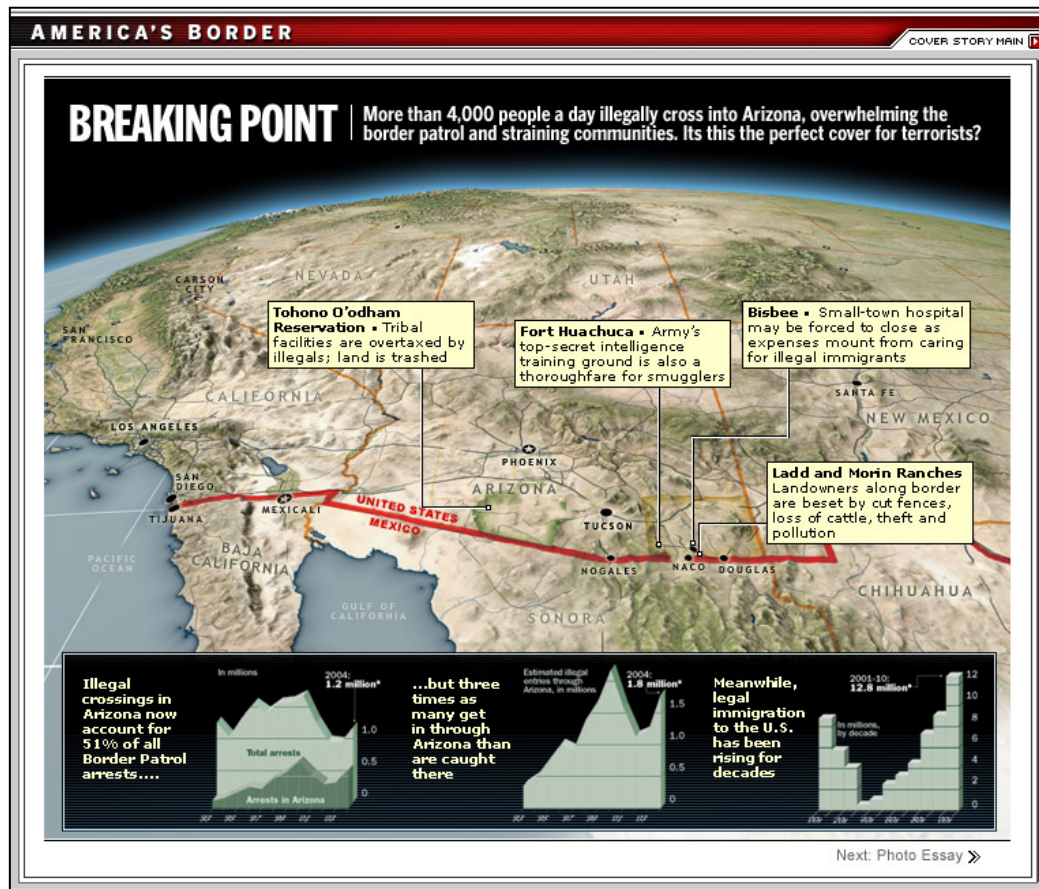 AMERICA'S BORDER
COVER STORY MAIN
BREAKING POINT
More than 4,000 people a day illegally cross into Arizona, overwhelming the
border patrol and straining communities. Its this the perfect cover for terrorists?
CARSON
CITY
NEVADA
UTAH
SAN
FRANCISCO
Tohono O'odham
Reservation ▪ Tribal
facilities are overtaxed by
illegals; land is trashed
Fort Huachuca ▪ Army's
top-secret intelligence
training ground is also a
thoroughfare for smugglers
Bisbee ▪ Small-town hospital
may be forced to close as
expenses mount from caring
for illegal immigrants
CALIFORNIA
SANTA FE
NEW MEXICO
LOS ANGELES
PHOENIX
ARIZONA
Ladd and Morin Ranches
Landowners along border
are beset by cut fences,
loss of cattle, theft and
pollution
SAN
DIEGO
TIJUANA
MEXICALI
UNITED STATES
MEXICO
TUCSON
PACIFIC
OCEAN
BAJA
CALIFORNIA
NOGALES
NACO
DOUGLAS
CHIHUAHUA
GULF OF
CALIFORNIA
SONORA
Illegal
crossings in
Arizona now
account for
51% of all
Border Patrol
arrests....
In millions
2004:
1.2 million*
1.0
0.5
0
Total arrests
Arrests in Arizona
...but three
times as
many get
in through
Arizona than
are caught
there
Estimated illegal
entries through
Arizona, in millions
2004:
1.8 million*
1.5
1.0
0.5
0
Meanwhile,
legal
immigration
to the U.S.
has been
rising for
decades
2001-10:
12.8 million*
In millions,
by decade
12
10
8
6
4
2
0
Next: Photo Essay